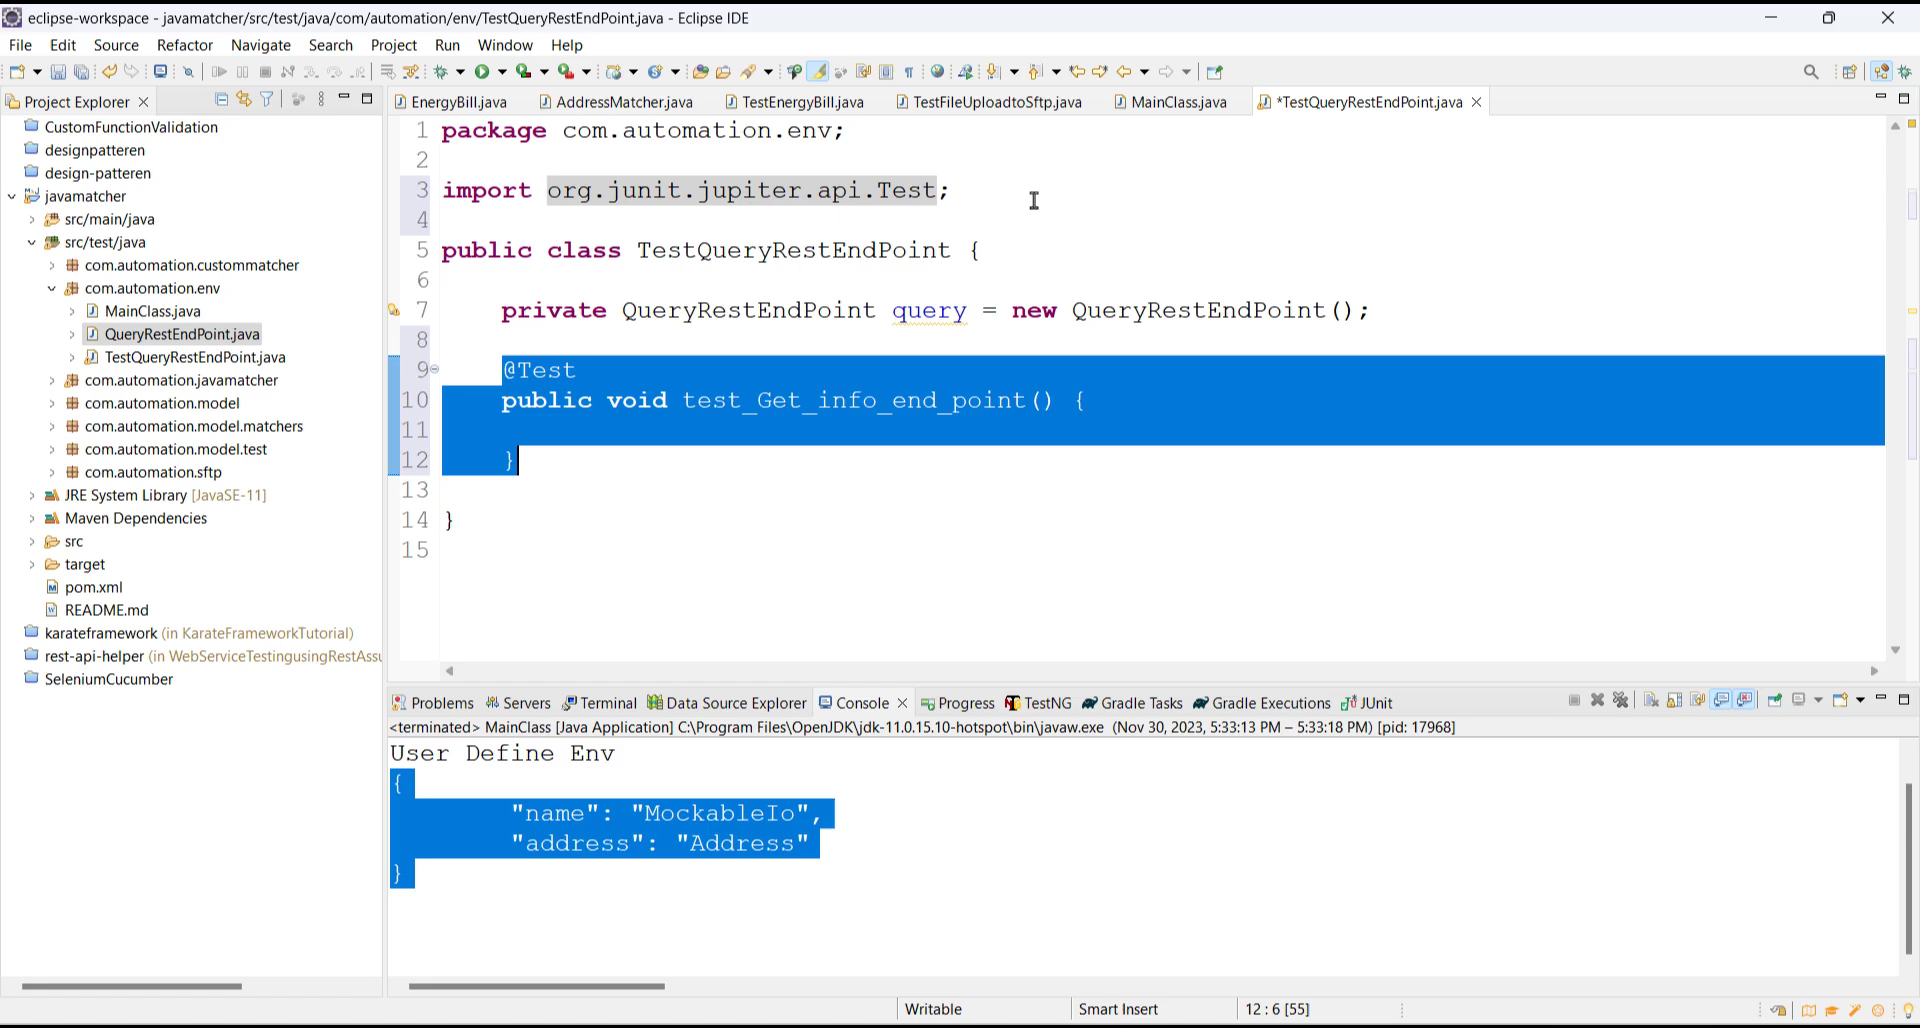 eclipse-workspace - javamatcher/src/test/java/com/automation/env/TestQueryRestEndPoint.java - Eclipse IDE
File Edit Source Refactor Navigate Search Project Run Window Help
Project Explorer
CustomFunctionValidation
designpatteren
design-patteren
javamatcher
src/main/java
src/test/java
com.automation.custommatcher
com.automation.env
MainClass.java
QueryRestEndPoint.java
TestQueryRestEndPoint.java
com.automation.javamatcher
com.automation.model
com.automation.model.matchers
com.automation.model.test
com.automation.sftp
JRE System Library [JavaSE-11]
Maven Dependencies
src
target
pom.xml
README.md
karateframework (in KarateFrameworkTutorial)
rest-api-helper (in WebServiceTestingusingRestAssu
SeleniumCucumber
EnergyBill.java AddressMatcher.java TestEnergyBill.java TestFileUploadtoSftp.java MainClass.java *TestQueryRestEndPoint.java
1 package com.automation.env;
2
3 import org.junit.jupiter.api.Test;
4
5 public class TestQueryRestEndPoint {
6
7 private QueryRestEndPoint query = new QueryRestEndPoint();
8
9 @Test
10 public void test_Get_info_end_point() {
11
12 }
13
14 }
15
Problems Servers Terminal Data Source Explorer Console Progress TestNG Gradle Tasks Gradle Executions JUnit
<terminated> MainClass [Java Application] C:\Program Files\OpenJDK\jdk-11.0.15.10-hotspot\bin\javaw.exe (Nov 30, 2023, 5:33:13 PM – 5:33:18 PM) [pid: 17968]
User Define Env
{
"name": "MockableIo",
"address": "Address"
}
Writable Smart Insert 12 : 6 [55]